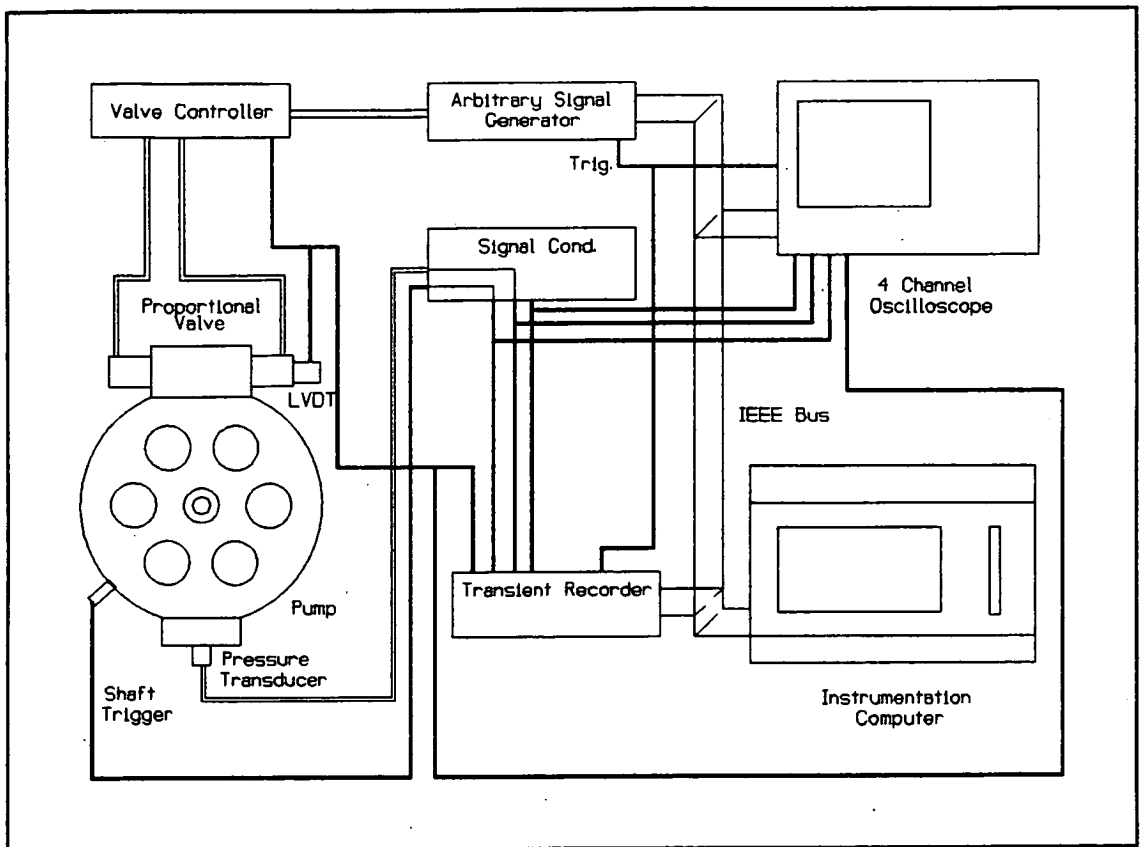 Valve Controller
Arbitrary Signal
Generator
Trig.
Signal Cond.
4 Channel
Oscilloscope
Proportional
Valve
LVDT
IEEE Bus
Transient Recorder
Pump
Pressure
Transducer
Shaft
Trigger
Instrumentation
Computer